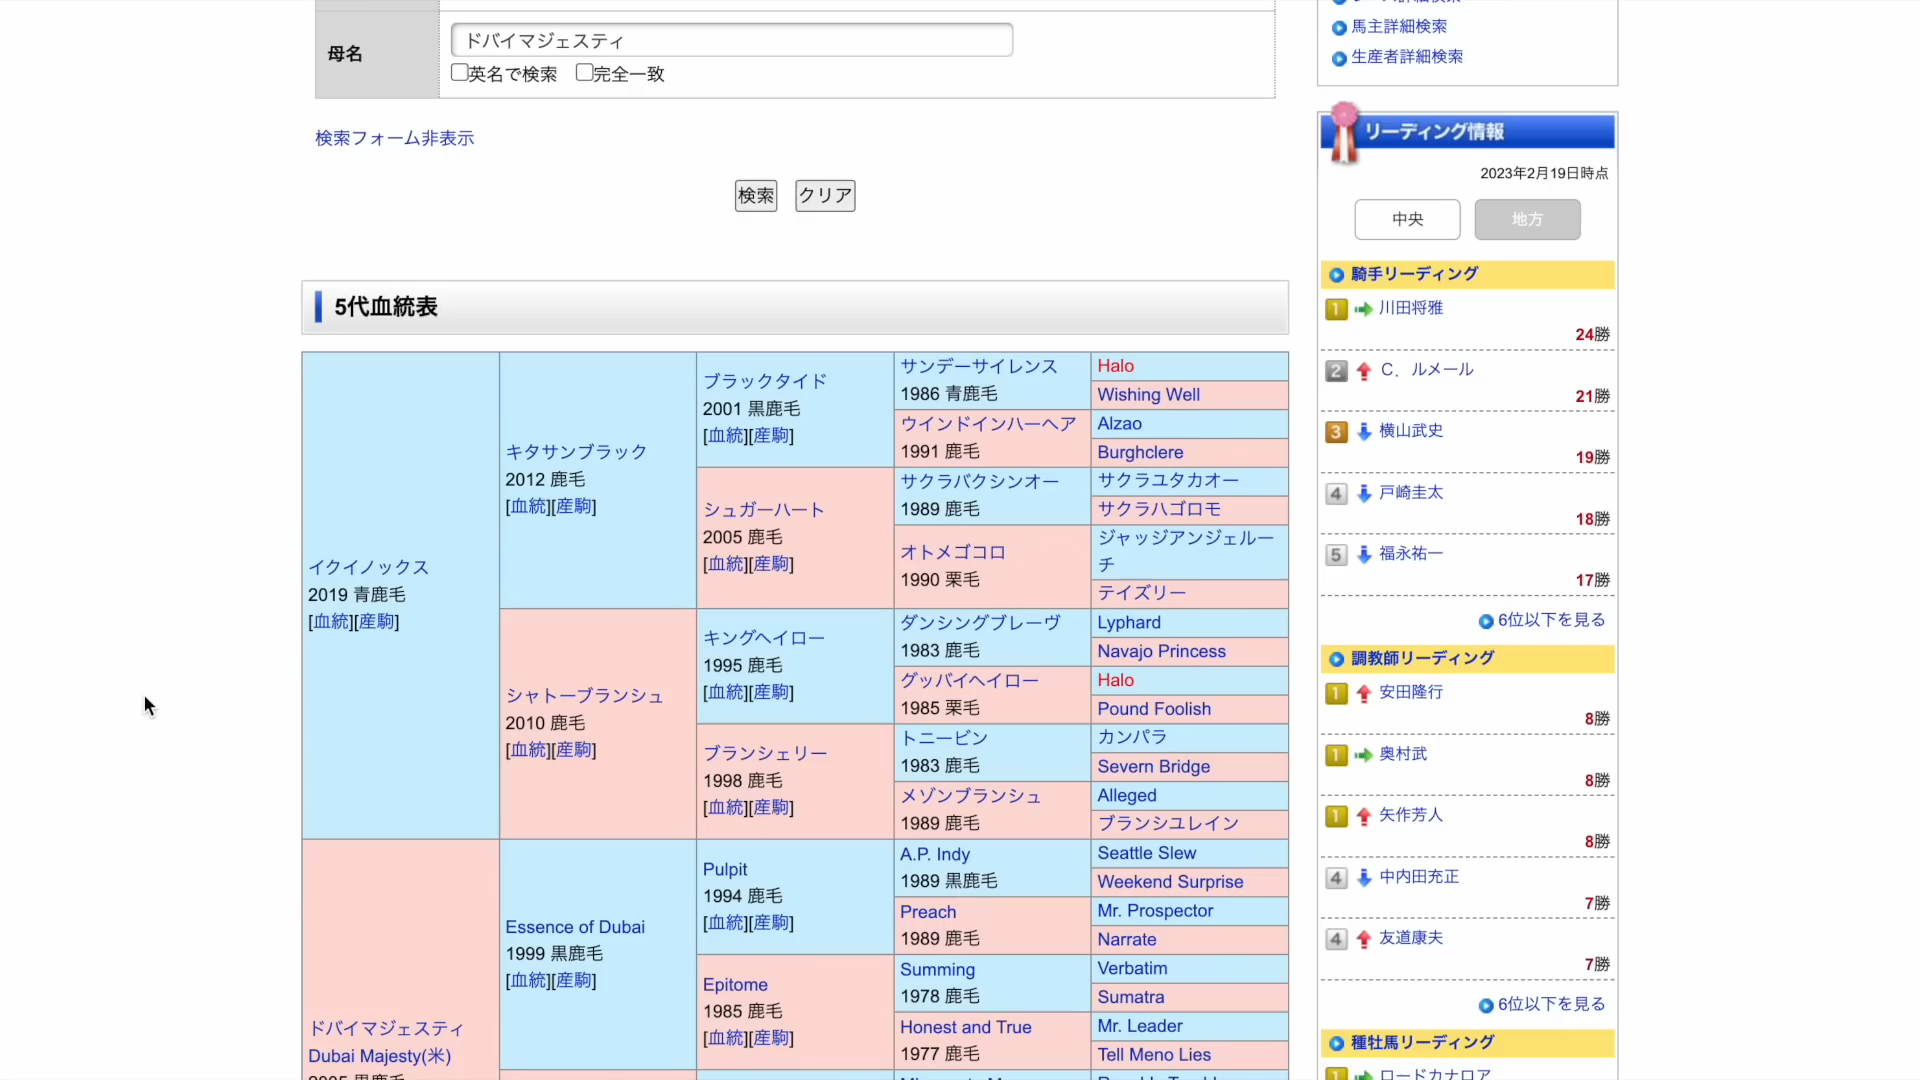 母名
ドバイマジェスティ
英名で検索 完全一致
検索フォーム非表示
検索 クリア
5代血統表
イクイノックス
2019 青鹿毛
[血統][産駒]
キタサンブラック
2012 鹿毛
[血統][産駒]
ブラックタイド
2001 黒鹿毛
[血統][産駒]
サンデーサイレンス
1986 青鹿毛
Halo
Wishing Well
ウインドインハーヘア
1991 鹿毛
Alzao
Burghclere
シュガーハート
2005 鹿毛
[血統][産駒]
サクラバクシンオー
1989 鹿毛
サクラユタカオー
サクラハゴロモ
オトメゴコロ
1990 栗毛
ジャッジアンジェルー
チ
テイズリー
シャトーブランシュ
2010 鹿毛
[血統][産駒]
キングヘイロー
1995 鹿毛
[血統][産駒]
ダンシングブレーヴ
1983 鹿毛
Lyphard
Navajo Princess
グッバイヘイロー
1985 栗毛
Halo
Pound Foolish
ブランシェリー
1998 鹿毛
[血統][産駒]
トニービン
1983 鹿毛
カンパラ
Severn Bridge
メゾンブランシュ
1989 鹿毛
Alleged
ブランシユレイン
ドバイマジェスティ
Dubai Majesty(米)
2005 黒鹿毛
Essence of Dubai
1999 黒鹿毛
[血統][産駒]
Pulpit
1994 鹿毛
[血統][産駒]
A.P. Indy
1989 黒鹿毛
Seattle Slew
Weekend Surprise
Preach
1989 鹿毛
Mr. Prospector
Narrate
Epitome
1985 鹿毛
[血統][産駒]
Summing
1978 鹿毛
Verbatim
Sumatra
Honest and True
1977 鹿毛
Mr. Leader
Tell Meno Lies
馬主詳細検索
生産者詳細検索
リーディング情報
2023年2月19日時点
中央 地方
騎手リーディング
1 川田将雅
24勝
2 C．ルメール
21勝
3 横山武史
19勝
4 戸崎圭太
18勝
5 福永祐一
17勝
6位以下を見る
調教師リーディング
1 安田隆行
8勝
1 奥村武
8勝
1 矢作芳人
8勝
4 中内田充正
7勝
4 友道康夫
7勝
6位以下を見る
種牡馬リーディング
1 ロードカナロア